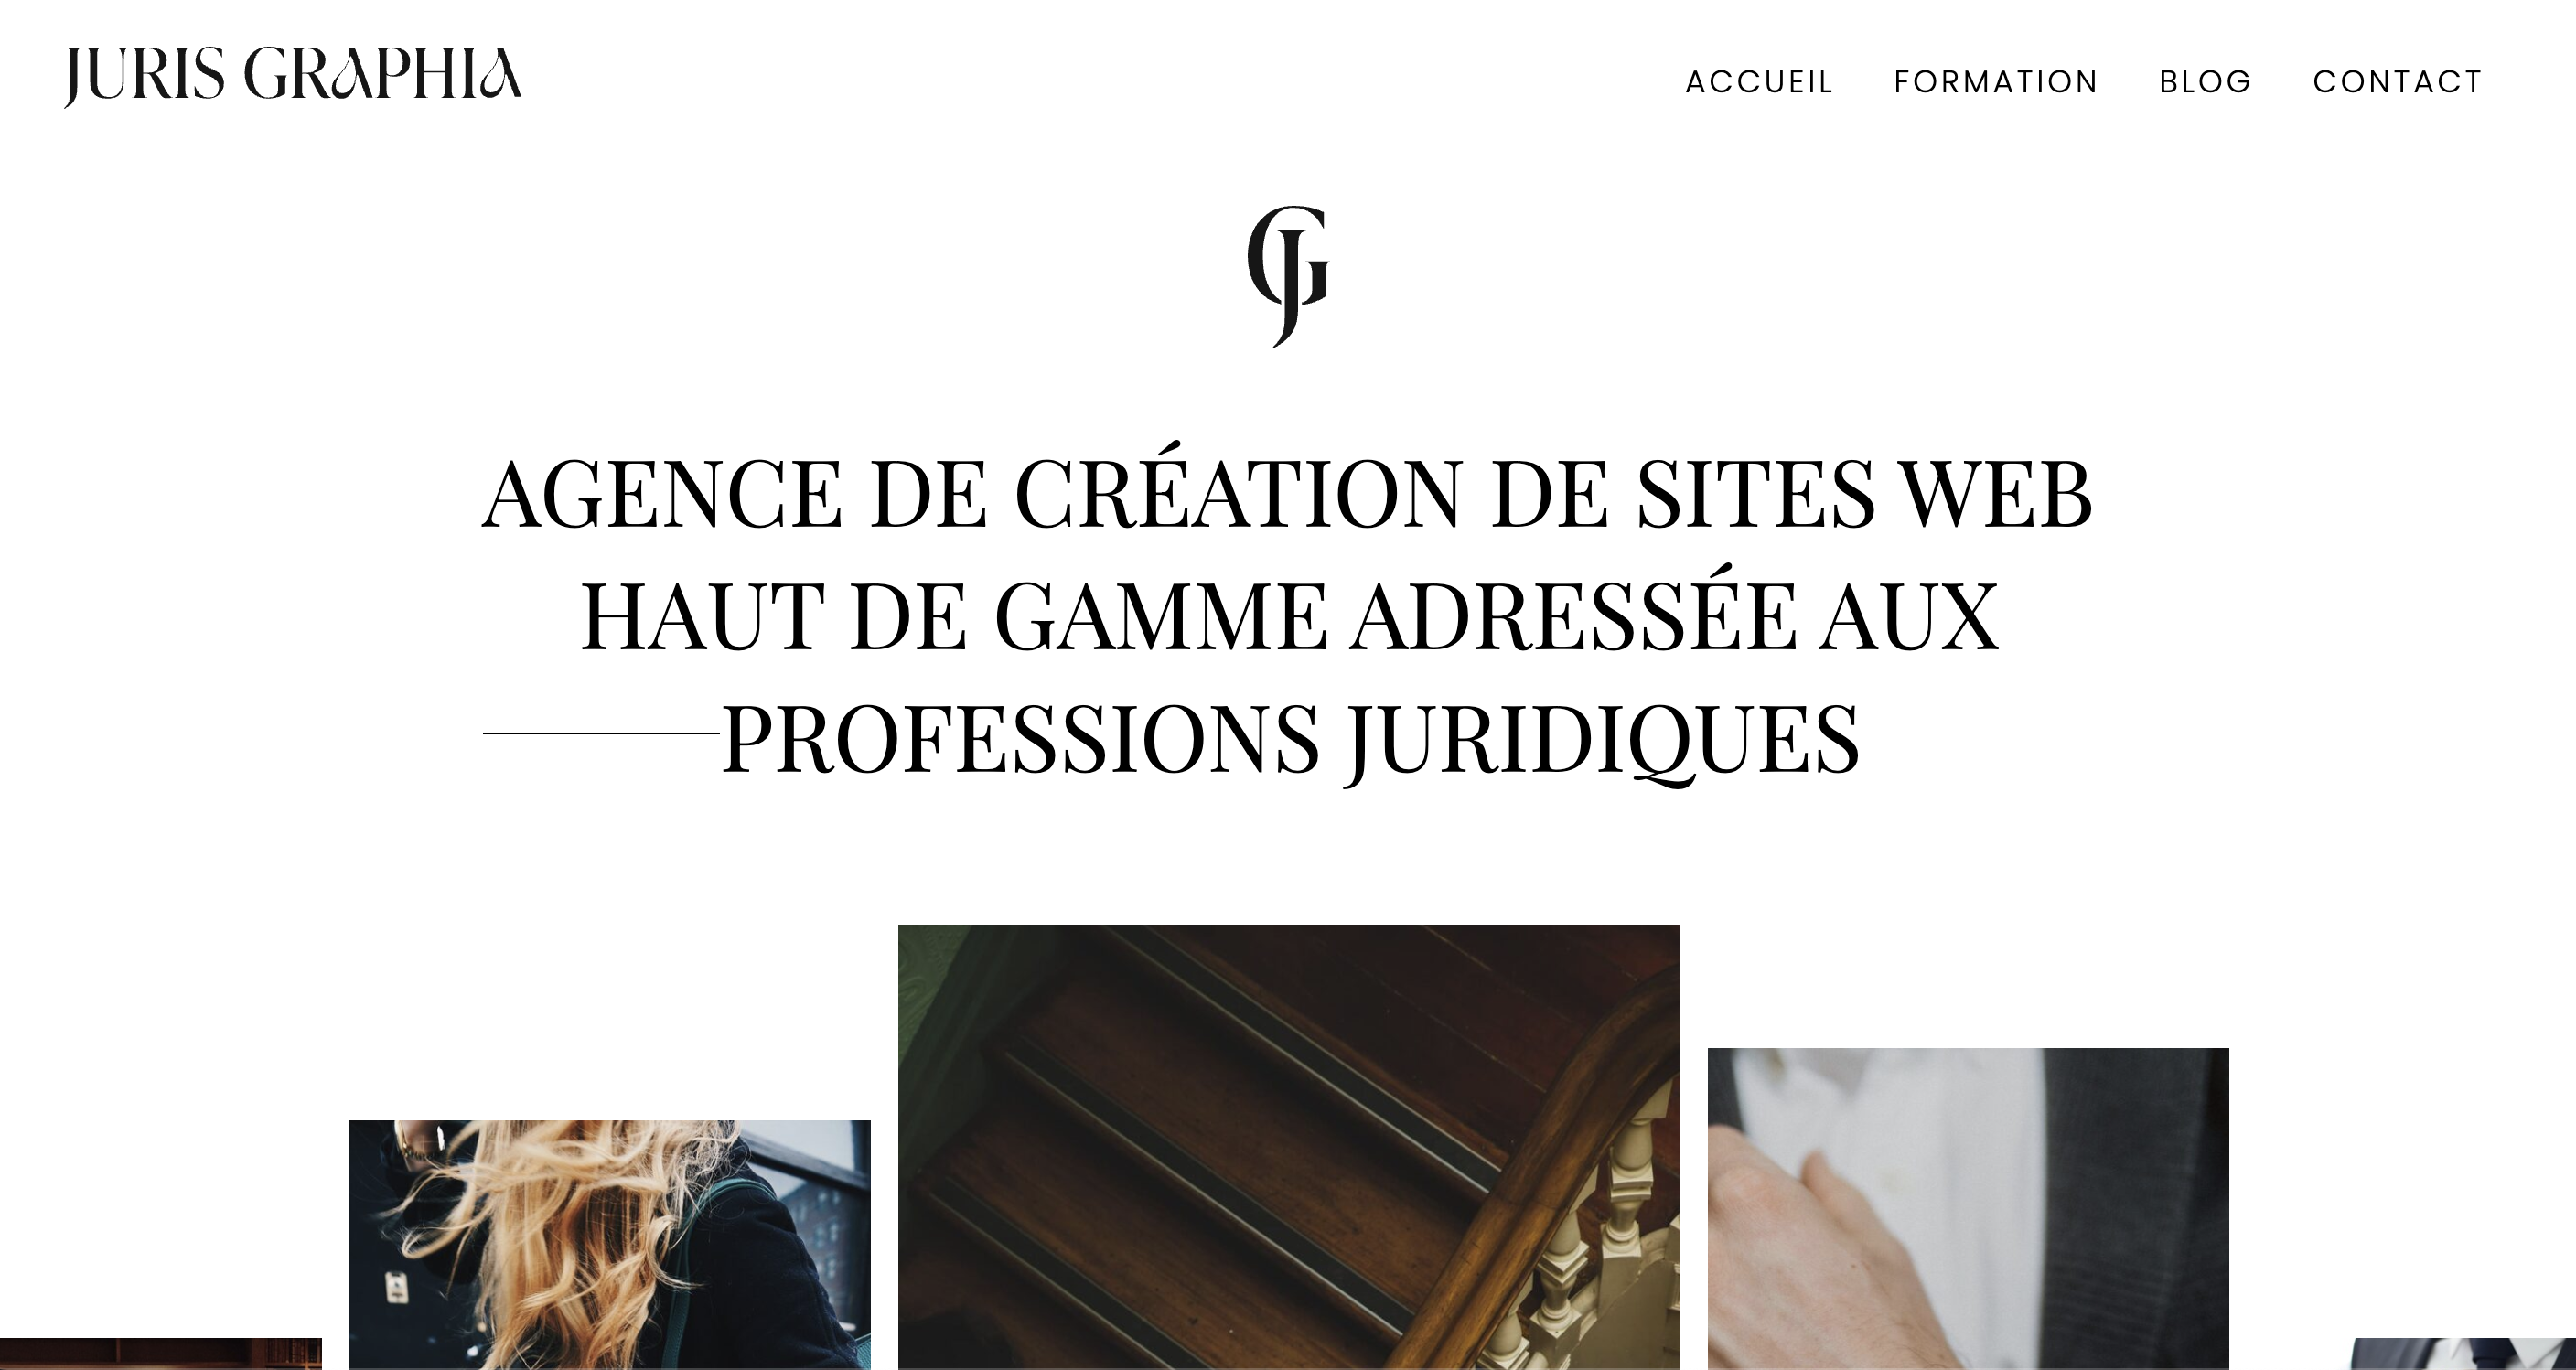 JURIS GRAPHIA
ACCUEIL FORMATION BLOG CONTACT
GJ
AGENCE DE CRÉATION DE SITES WEB
HAUT DE GAMME ADRESSÉE AUX
PROFESSIONS JURIDIQUES